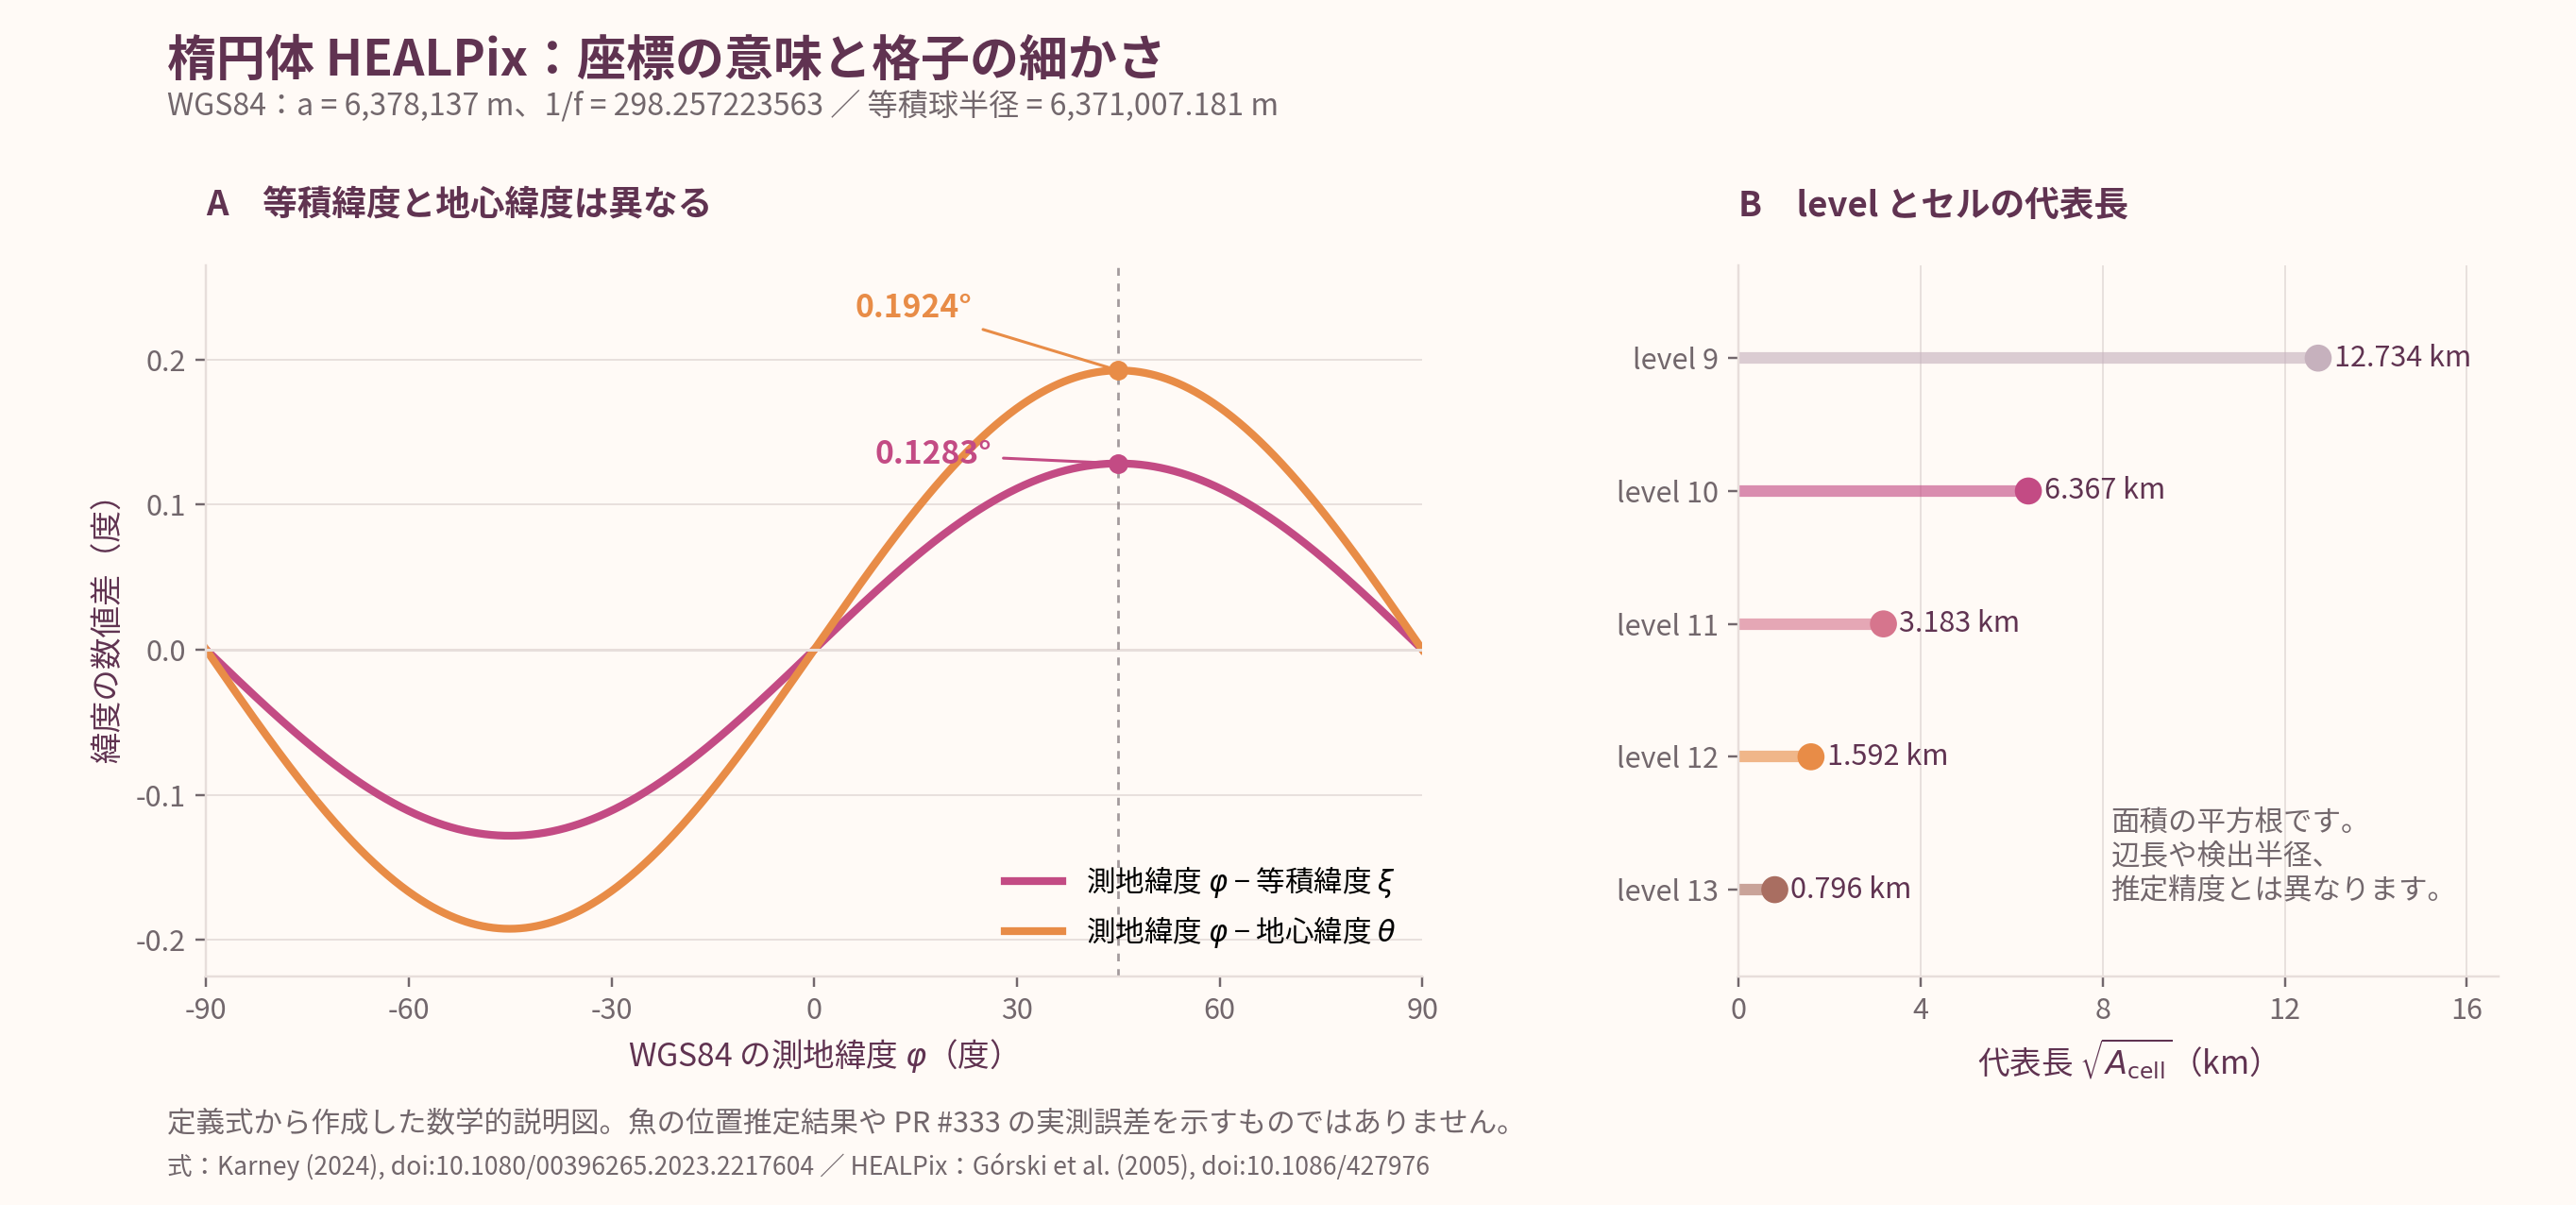 楕円体 HEALPix：座標の意味と格子の細かさ
WGS84：a = 6,378,137 m、1/f = 298.257223563 ／ 等積球半径 = 6,371,007.181 m
A 等積緯度と地心緯度は異なる
緯度の数値差（度）
0.2
0.1
0.0
-0.1
-0.2
0.1924°
0.1283°
測地緯度 φ − 等積緯度 ξ
測地緯度 φ − 地心緯度 θ
-90 -60 -30 0 30 60 90
WGS84 の測地緯度 φ（度）
B level とセルの代表長
level 9 12.734 km
level 10 6.367 km
level 11 3.183 km
level 12 1.592 km
level 13 0.796 km
面積の平方根です。
辺長や検出半径、
推定精度とは異なります。
0 4 8 12 16
代表長 √A_cell（km）
定義式から作成した数学的説明図。魚の位置推定結果や PR #333 の実測誤差を示すものではありません。
式：Karney (2024), doi:10.1080/00396265.2023.2217604 ／ HEALPix：Górski et al. (2005), doi:10.1086/427976